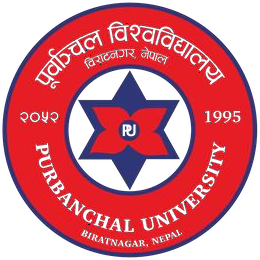 पूर्वाञ्चल विश्वविद्यालय
विराटनगर, नेपाल
२०५२
1995
PU
PURBANCHAL UNIVERSITY
BIRATNAGAR, NEPAL